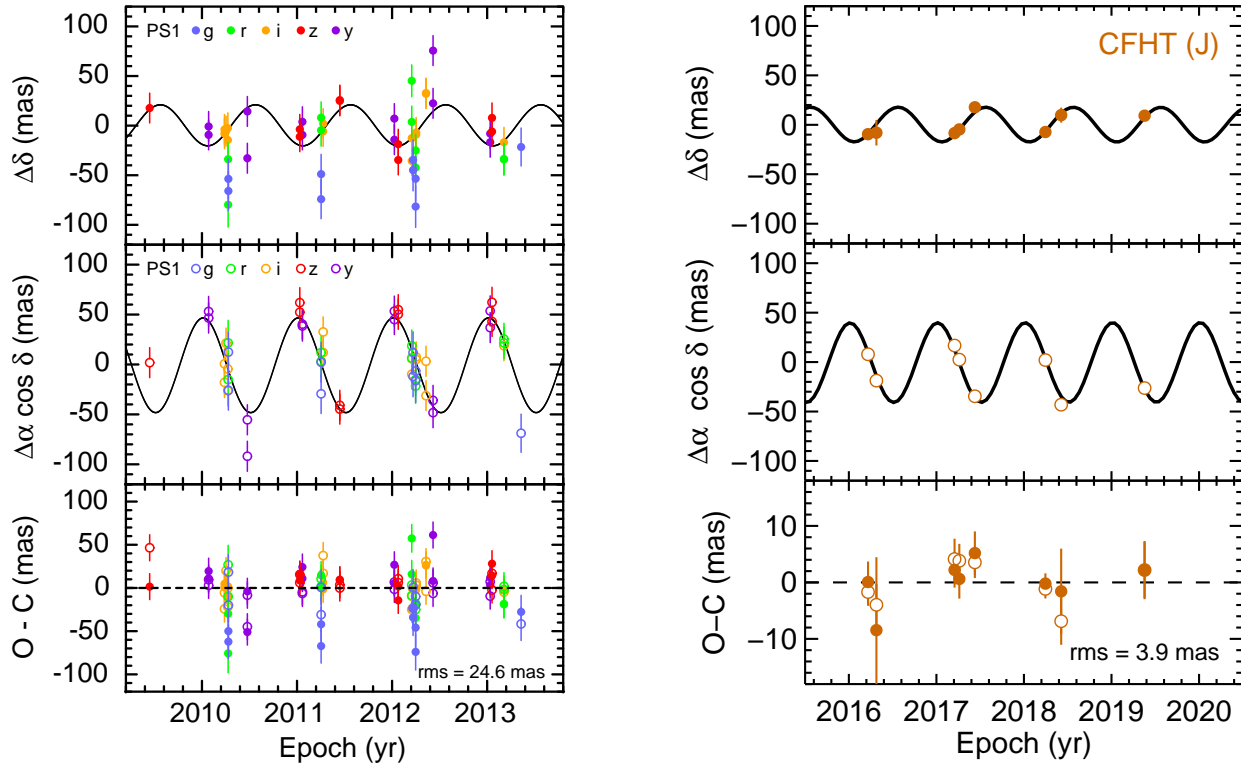 PS1 g r i z y
100
50
0
-50
-100
Δδ (mas)
PS1 g r i z y
100
50
0
-50
-100
Δα cos δ (mas)
100
50
0
-50
-100
O - C (mas)
rms = 24.6 mas
2010 2011 2012 2013
Epoch (yr)
CFHT (J)
100
50
0
−50
−100
Δδ (mas)
100
50
0
−50
−100
Δα cos δ (mas)
10
0
−10
O−C (mas)
rms = 3.9 mas
2016 2017 2018 2019 2020
Epoch (yr)